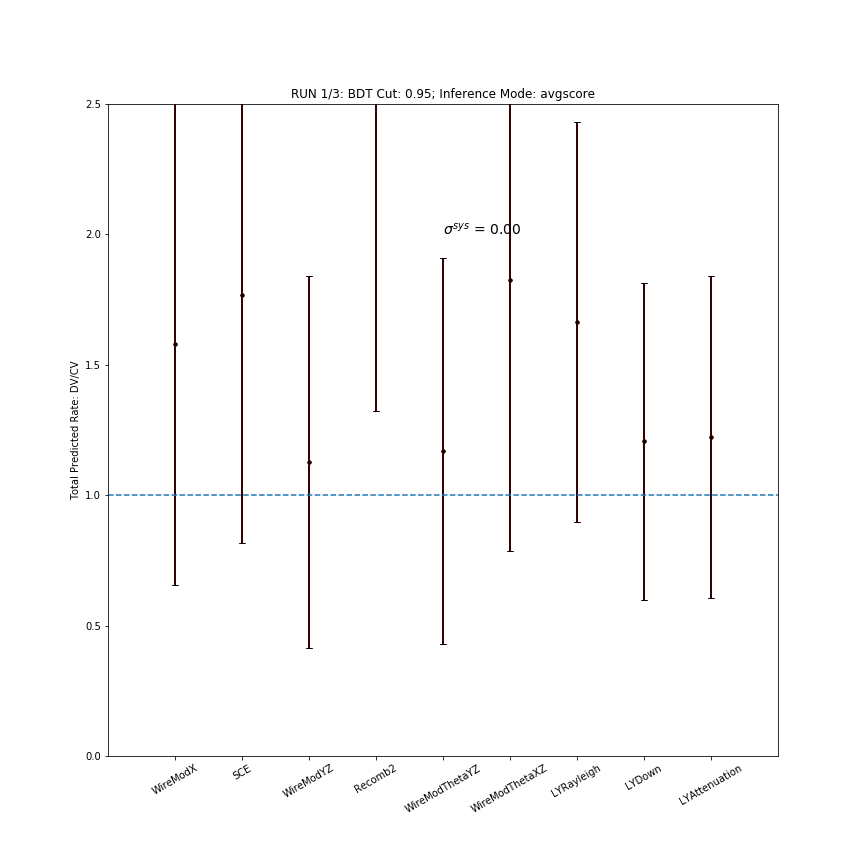 RUN 1/3: BDT Cut: 0.95; Inference Mode: avgscore
2.5
2.0
1.5
1.0
0.5
0.0
Total Predicted Rate: DV/CV
σ^sys = 0.00
WireModX
SCE
WireModYZ
Recomb2
WireModThetaYZ
WireModThetaXZ
LYRayleigh
LYDown
LYAttenuation